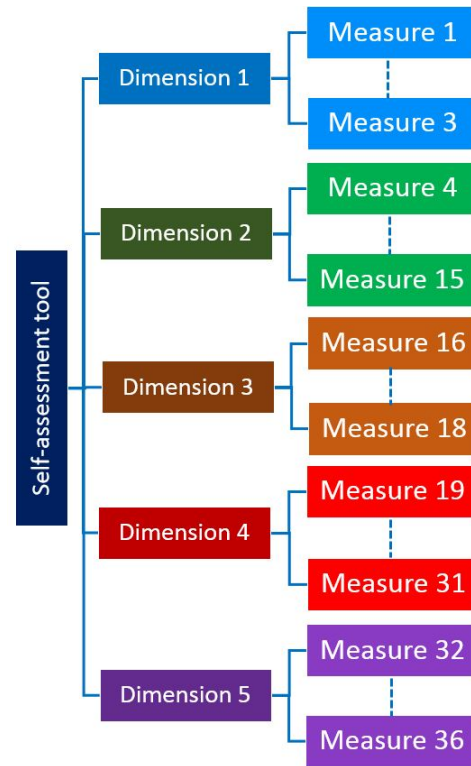 Self-assessment tool
Dimension 1
Measure 1
Measure 3
Dimension 2
Measure 4
Measure 15
Dimension 3
Measure 16
Measure 18
Dimension 4
Measure 19
Measure 31
Dimension 5
Measure 32
Measure 36